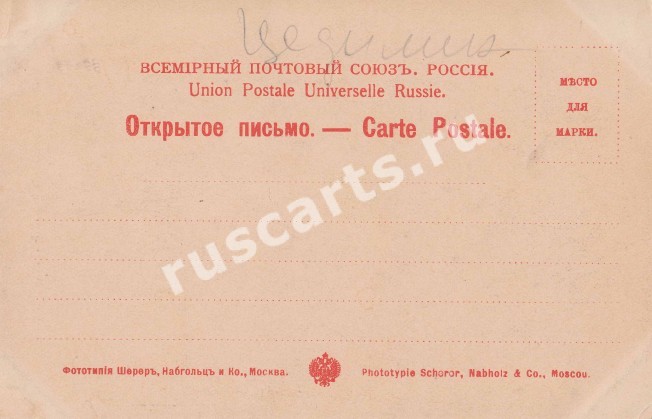 ВСЕМІРНЫЙ ПОЧТОВЫЙ СОЮЗЪ. РОССІЯ.
Union Postale Universelle Russie.
Открытое письмо. — Carte Postale.
МѢСТО
ДЛЯ
МАРКИ.
ruscarts.ru
Фототипія Шереръ, Набгольцъ и Ко., Москва.
Phototypie Scheror, Nabholz & Co., Moscou.